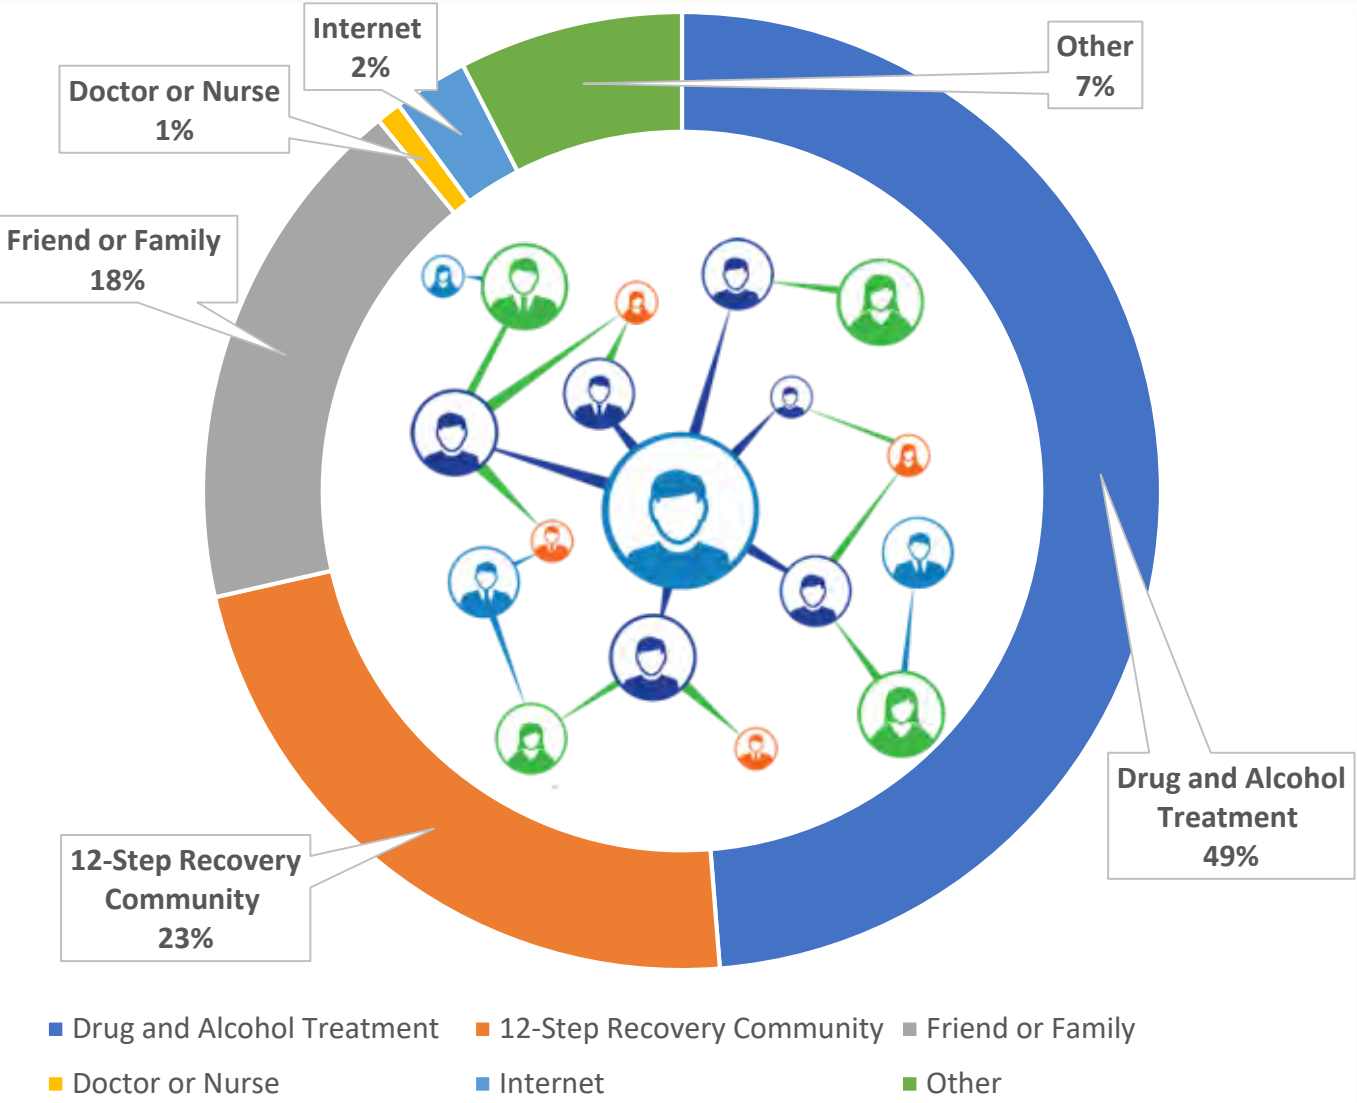 Internet
2%
Other
7%
Doctor or Nurse
1%
Friend or Family
18%
Drug and Alcohol
Treatment
49%
12-Step Recovery
Community
23%
Drug and Alcohol Treatment
12-Step Recovery Community
Friend or Family
Doctor or Nurse
Internet
Other